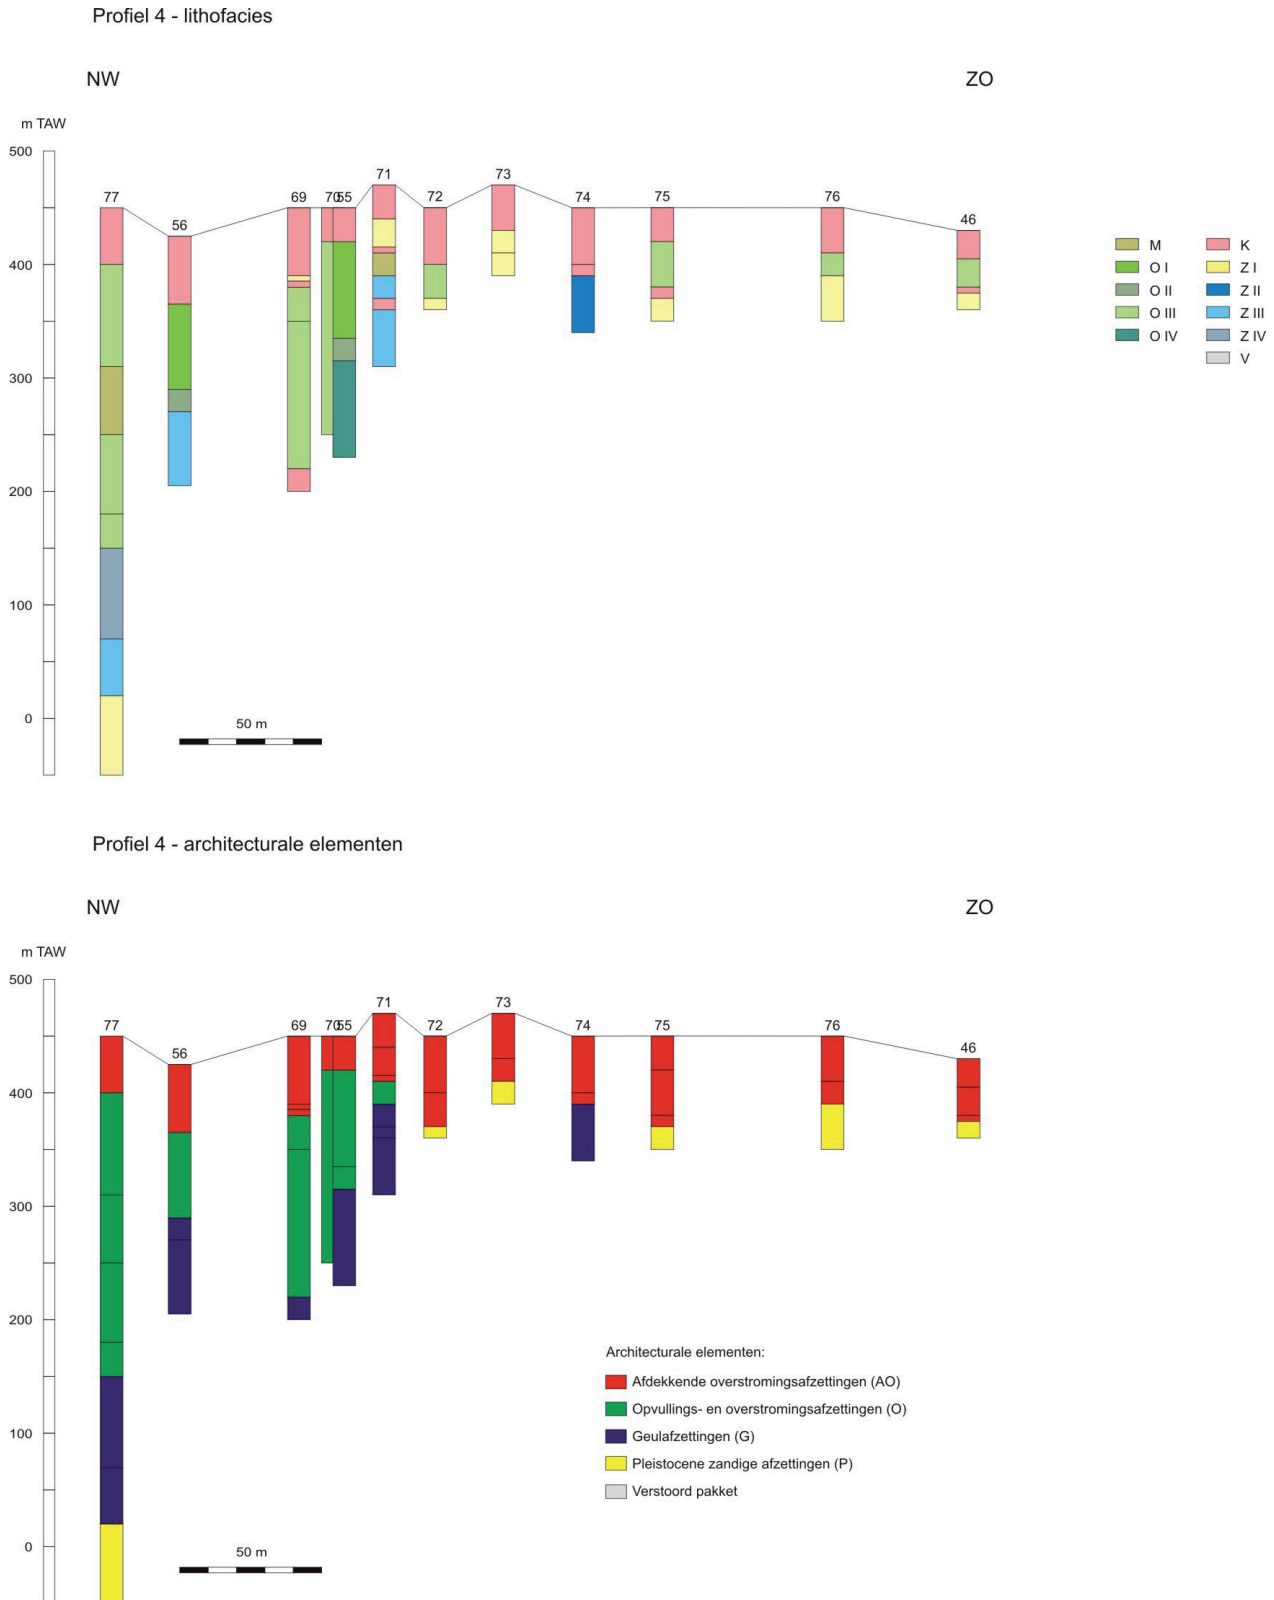 Profiel 4 - lithofacies
NW ZO
m TAW
500
400
300
200
100
0
77 56 69 70 55 71 72 73 74 75 76 46
M K
O I Z I
O II Z II
O III Z III
O IV Z IV
V
50 m
Profiel 4 - architecturale elementen
NW ZO
m TAW
500
400
300
200
100
0
77 56 69 70 55 71 72 73 74 75 76 46
Architecturale elementen:
Afdekkende overstromingsafzettingen (AO)
Opvullings- en overstromingsafzettingen (O)
Geulafzettingen (G)
Pleistocene zandige afzettingen (P)
Verstoord pakket
50 m